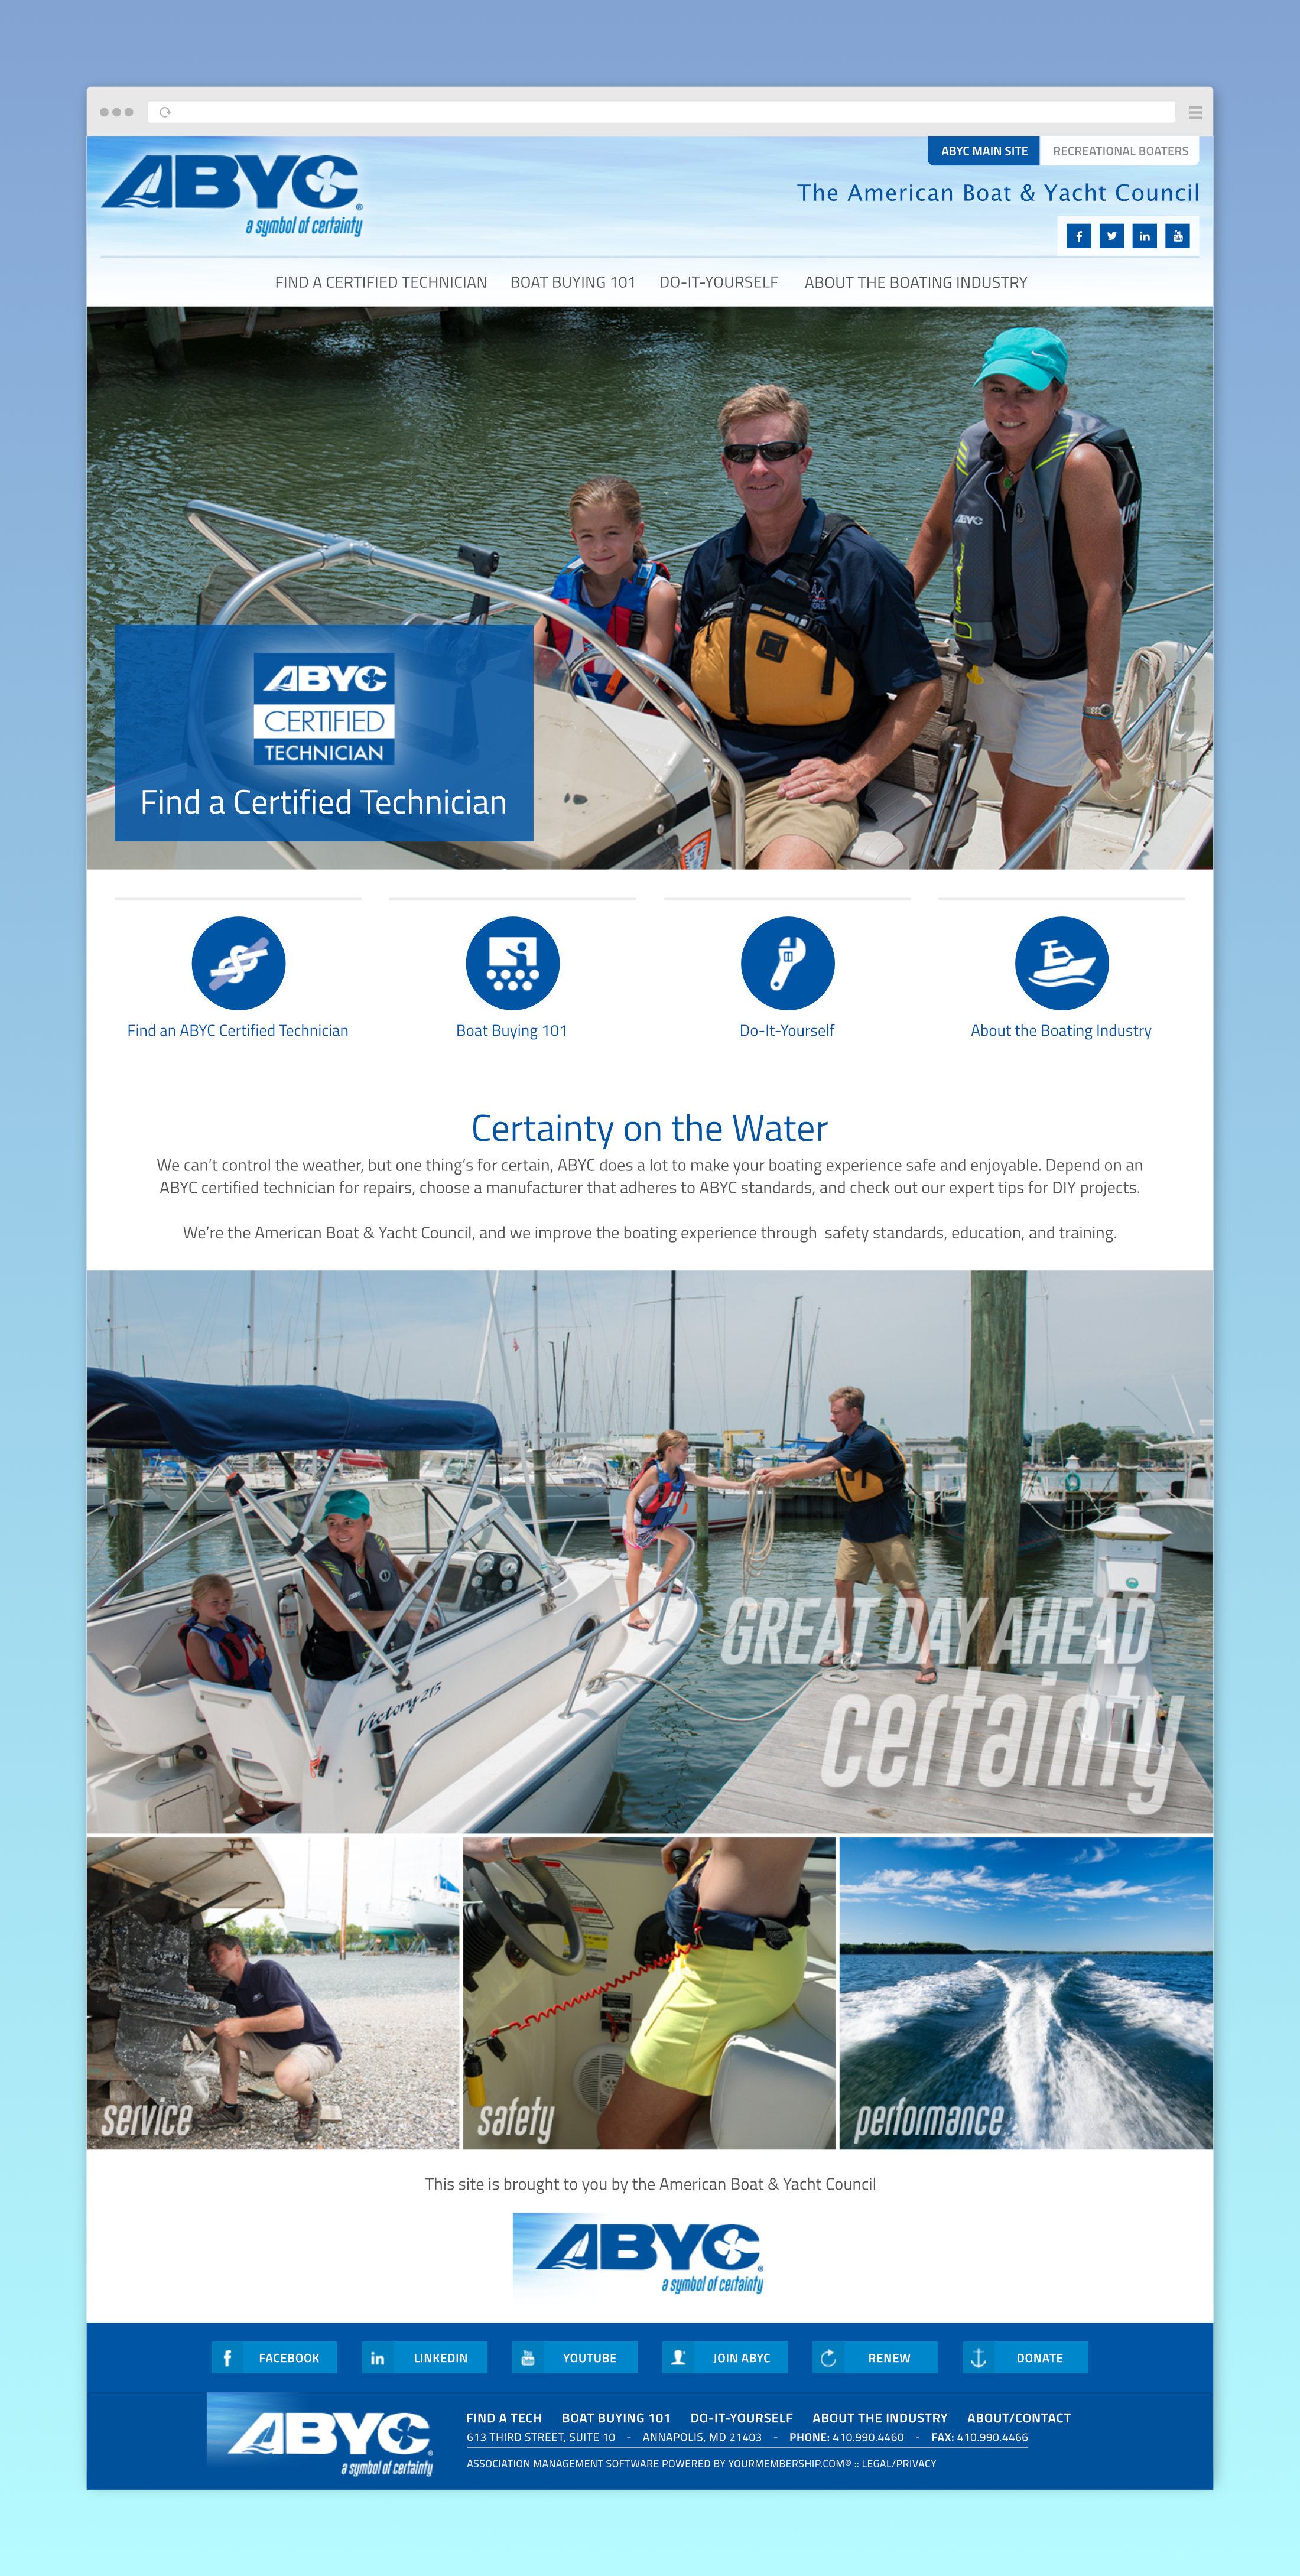 ABYC
a symbol of certainty
ABYC MAIN SITE
RECREATIONAL BOATERS
The American Boat & Yacht Council
FIND A CERTIFIED TECHNICIAN
BOAT BUYING 101
DO-IT-YOURSELF
ABOUT THE BOATING INDUSTRY
ABYC
URY
ABYC
CERTIFIED
TECHNICIAN
Find a Certified Technician
Find an ABYC Certified Technician
Boat Buying 101
Do-It-Yourself
About the Boating Industry
Certainty on the Water
We can't control the weather, but one thing's for certain, ABYC does a lot to make your boating experience safe and enjoyable. Depend on an
ABYC certified technician for repairs, choose a manufacturer that adheres to ABYC standards, and check out our expert tips for DIY projects.
We're the American Boat & Yacht Council, and we improve the boating experience through safety standards, education, and training.
Victory 215
GREAT DAY AHEAD
certainty
service
safety
performance
This site is brought to you by the American Boat & Yacht Council
ABYC
a symbol of certainty
FACEBOOK
LINKEDIN
YOUTUBE
JOIN ABYC
RENEW
DONATE
ABYC
a symbol of certainty
FIND A TECH BOAT BUYING 101 DO-IT-YOURSELF ABOUT THE INDUSTRY ABOUT/CONTACT
613 THIRD STREET, SUITE 10 - ANNAPOLIS, MD 21403 - PHONE: 410.990.4460 - FAX: 410.990.4466
ASSOCIATION MANAGEMENT SOFTWARE POWERED BY YOURMEMBERSHIP.COM® :: LEGAL/PRIVACY